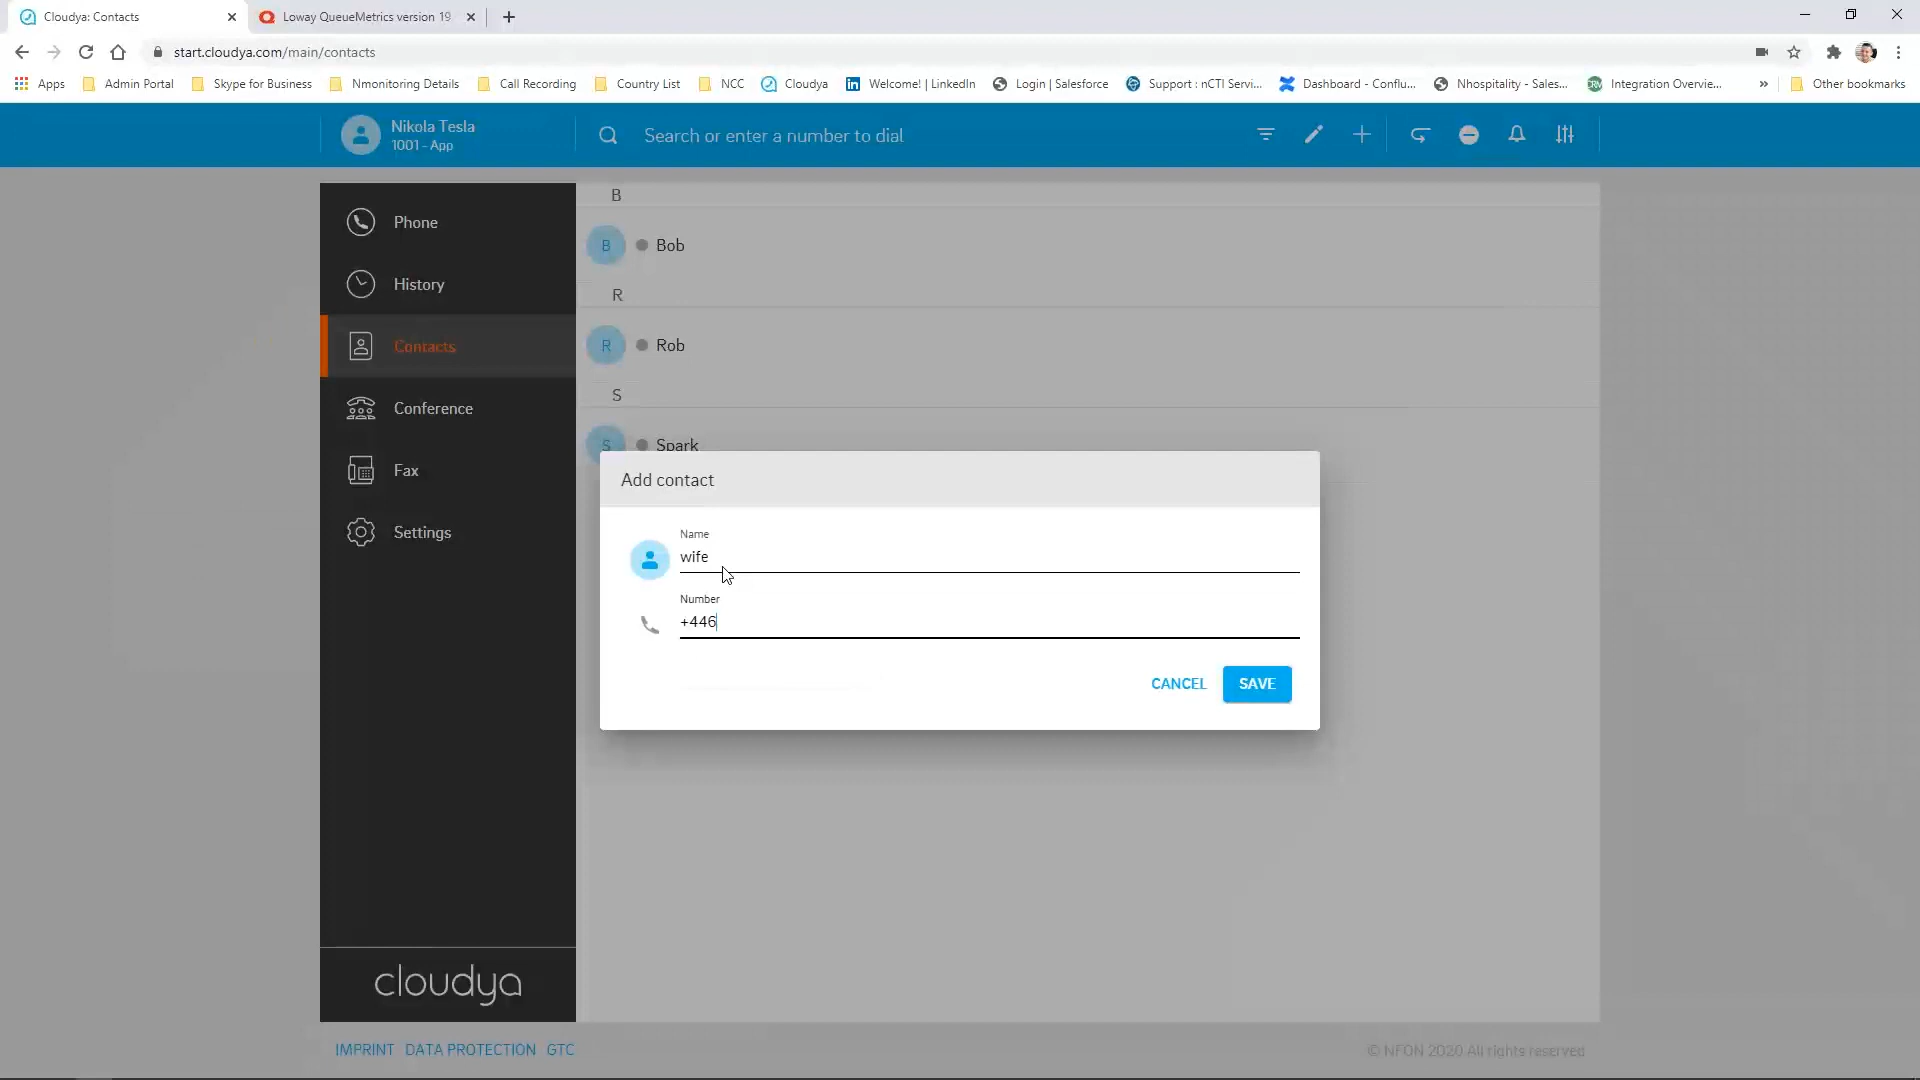 Cloudya: Contacts
Loway QueueMetrics version 19
start.cloudya.com/main/contacts
Apps
Admin Portal
Skype for Business
Nmonitoring Details
Call Recording
Country List
NCC
Cloudya
Welcome! | LinkedIn
Login | Salesforce
Support : nCTI Servi...
Dashboard - Conflu...
Nhospitality - Sales...
Integration Overvie...
»
Other bookmarks
Nikola Tesla
1001 - App
Search or enter a number to dial
Phone
History
Contacts
Conference
Fax
Settings
B
B
Bob
R
R
Rob
S
S
Spark
Add contact
Name
wife
Number
+446
CANCEL
SAVE
cloudya
IMPRINT DATA PROTECTION GTC
© NFON 2020 All rights reserved